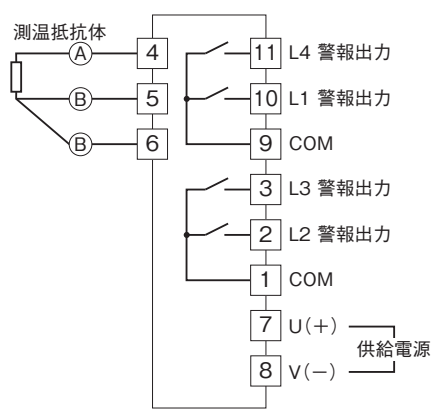 測温抵抗体
A 4
B 5
B 6
11 L4 警報出力
10 L1 警報出力
9 COM
3 L3 警報出力
2 L2 警報出力
1 COM
7 U(+)
供給電源
8 V(−)